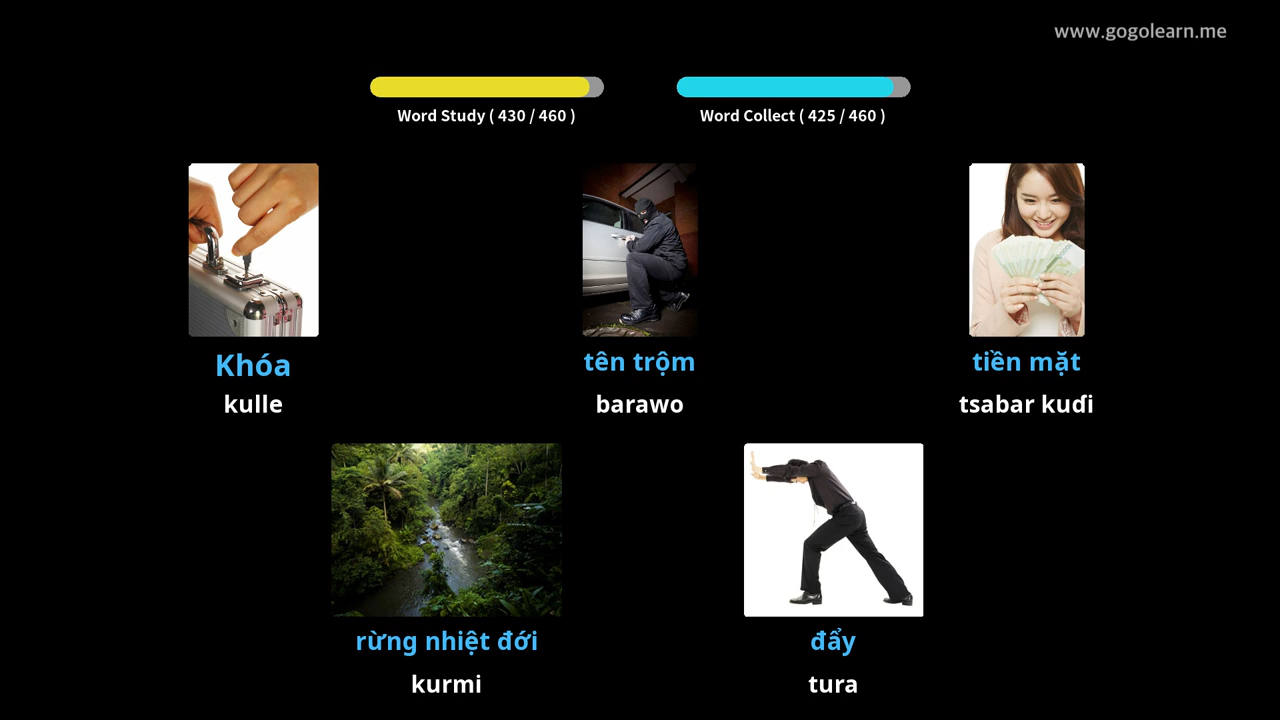 www.gogolearn.me
Word Study ( 430 / 460 )
Word Collect ( 425 / 460 )
Khóa
tên trộm
tiền mặt
kulle
barawo
tsabar kuɗi
rừng nhiệt đới
đẩy
kurmi
tura